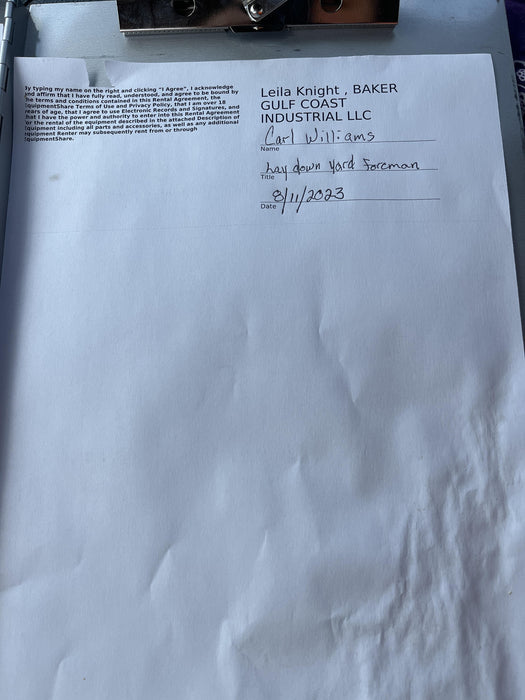 By typing my name on the right and clicking "I Agree", I acknowledge
and affirm that I have fully read, understood, and agree to be bound by
the terms and conditions contained in this Rental Agreement, the
EquipmentShare Terms of Use and Privacy Policy, that I am over 18
years of age, that I agree to use Electronic Records and Signatures, and
that I have the power and authority to enter into this Rental Agreement
for the rental of the equipment described in the attached Description of
Equipment including all parts and accessories, as well as any additional
equipment Renter may subsequently rent from or through
EquipmentShare.
Leila Knight , BAKER
GULF COAST
INDUSTRIAL LLC
Carl Williams
Name
Lay down yard Foreman
Title
8/11/2023
Date